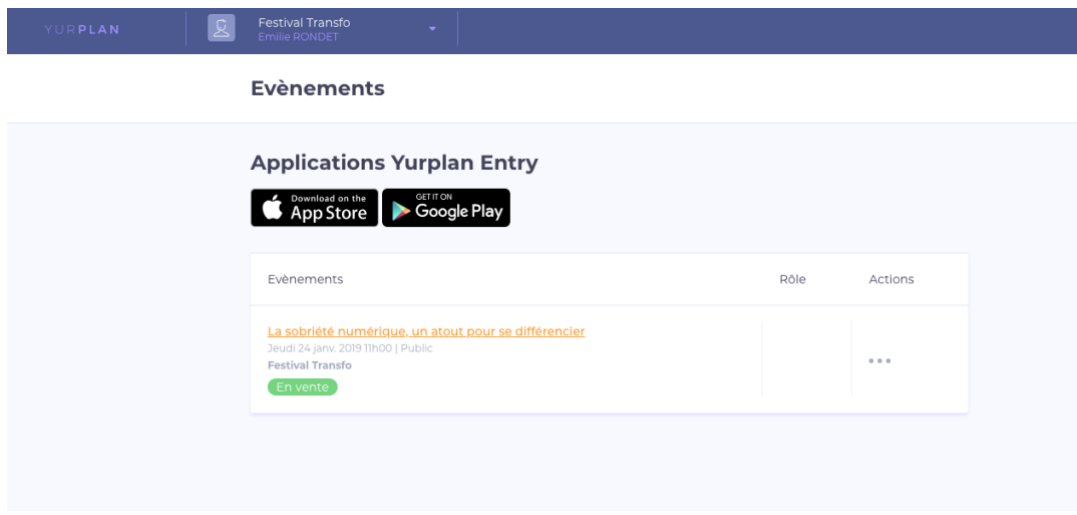 YURPLAN
Festival Transfo
Emilie RONDET
Evènements
Applications Yurplan Entry
Download on the
App Store
GET IT ON
Google Play
Evènements Rôle Actions
La sobriété numérique, un atout pour se différencier
Jeudi 24 janv. 2019 11h00 | Public
Festival Transfo
En vente